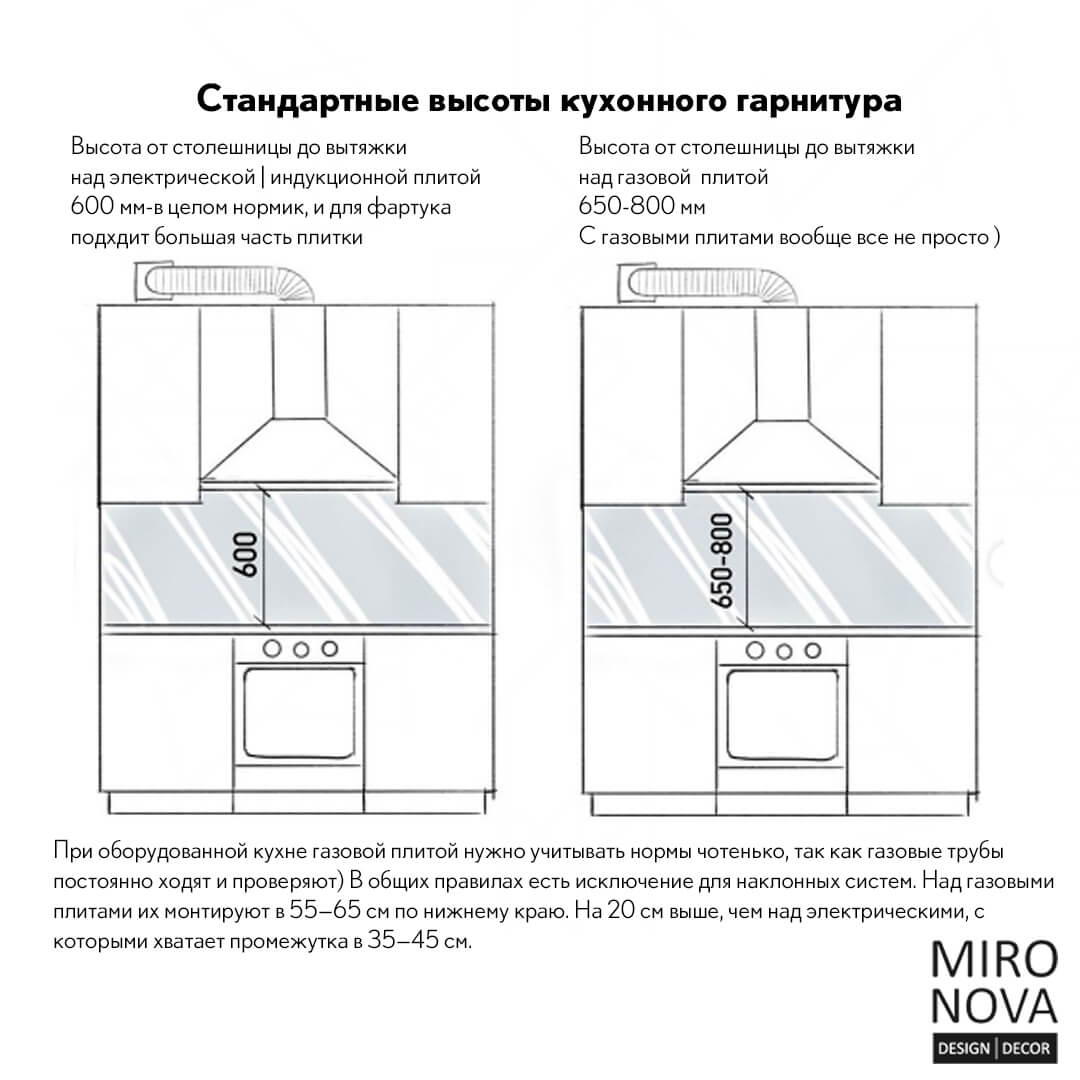 Стандартные высоты кухонного гарнитура
Высота от столешницы до вытяжки
над электрической | индукционной плитой
600 мм-в целом нормик, и для фартука
подхдит большая часть плитки
Высота от столешницы до вытяжки
над газовой плитой
650-800 мм
С газовыми плитами вообще все не просто )
600
650-800
При оборудованной кухне газовой плитой нужно учитывать нормы чотенько, так как газовые трубы
постоянно ходят и проверяют) В общих правилах есть исключение для наклонных систем. Над газовыми
плитами их монтируют в 55–65 см по нижнему краю. На 20 см выше, чем над электрическими, с
которыми хватает промежутка в 35–45 см.
MIRO
NOVA
DESIGN | DECOR